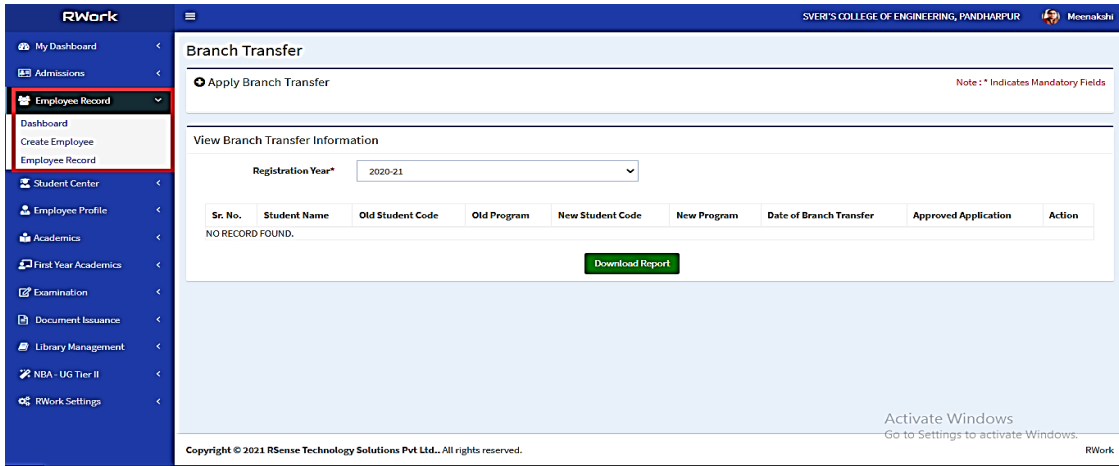 RWork
SVERI'S COLLEGE OF ENGINEERING, PANDHARPUR
Meenakshi
My Dashboard
Admissions
Employee Record
Dashboard
Create Employee
Employee Record
Student Center
Employee Profile
Academics
First Year Academics
Examination
Document Issuance
Library Management
NBA - UG Tier II
RWork Settings
Branch Transfer
Apply Branch Transfer
Note : * Indicates Mandatory Fields
View Branch Transfer Information
Registration Year* 2020-21
Sr. No. Student Name Old Student Code Old Program New Student Code New Program Date of Branch Transfer Approved Application Action
NO RECORD FOUND.
Download Report
Activate Windows
Go to Settings to activate Windows.
Copyright © 2021 RSense Technology Solutions Pvt Ltd.. All rights reserved.
RWork